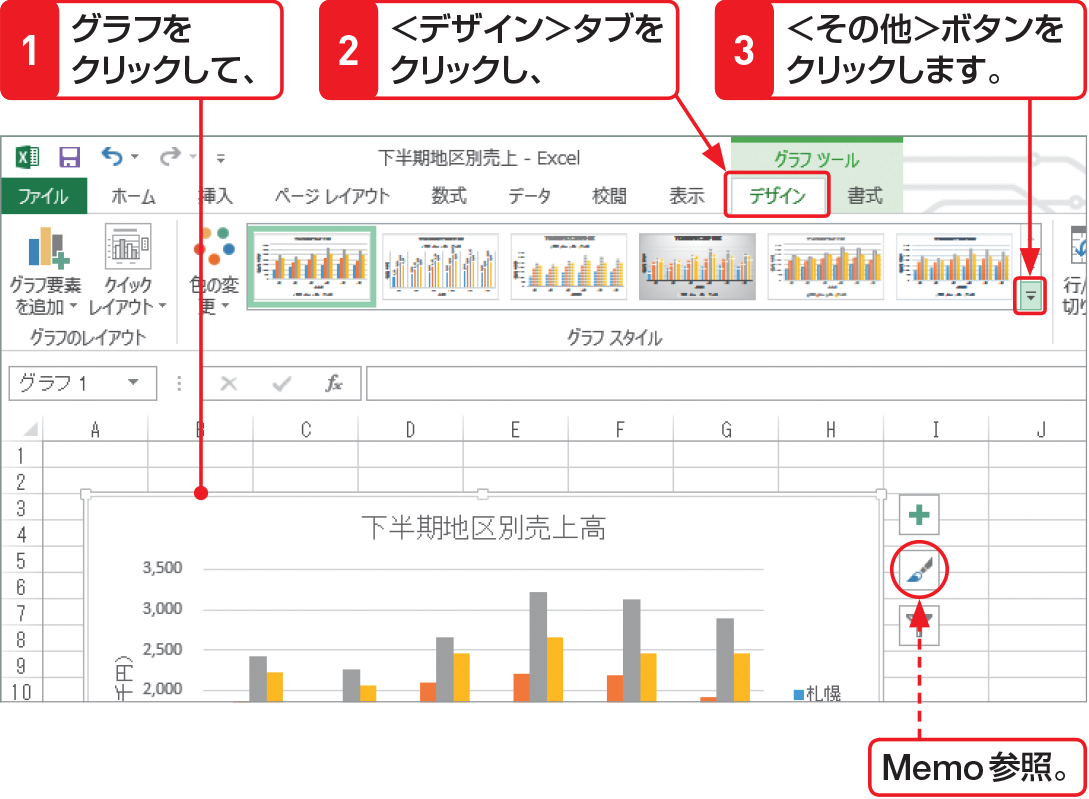 1
グラフを
クリックして、
2
<デザイン>タブを
クリックし、
3
<その他>ボタンを
クリックします。
下半期地区別売上 - Excel
グラフ ツール
ファイル ホーム 挿入 ページ レイアウト 数式 データ 校閲 表示 デザイン 書式
グラフ要素
を追加
クイック
レイアウト
色の変
更
グラフのレイアウト
グラフ スタイル
行/
切り
グラフ 1
fx
A B C D E F G H I J
1
2
3
4
5
6
7
8
9
10
下半期地区別売上高
3,500
3,000
2,500
2,000
千円)
札幌
Memo 参照。